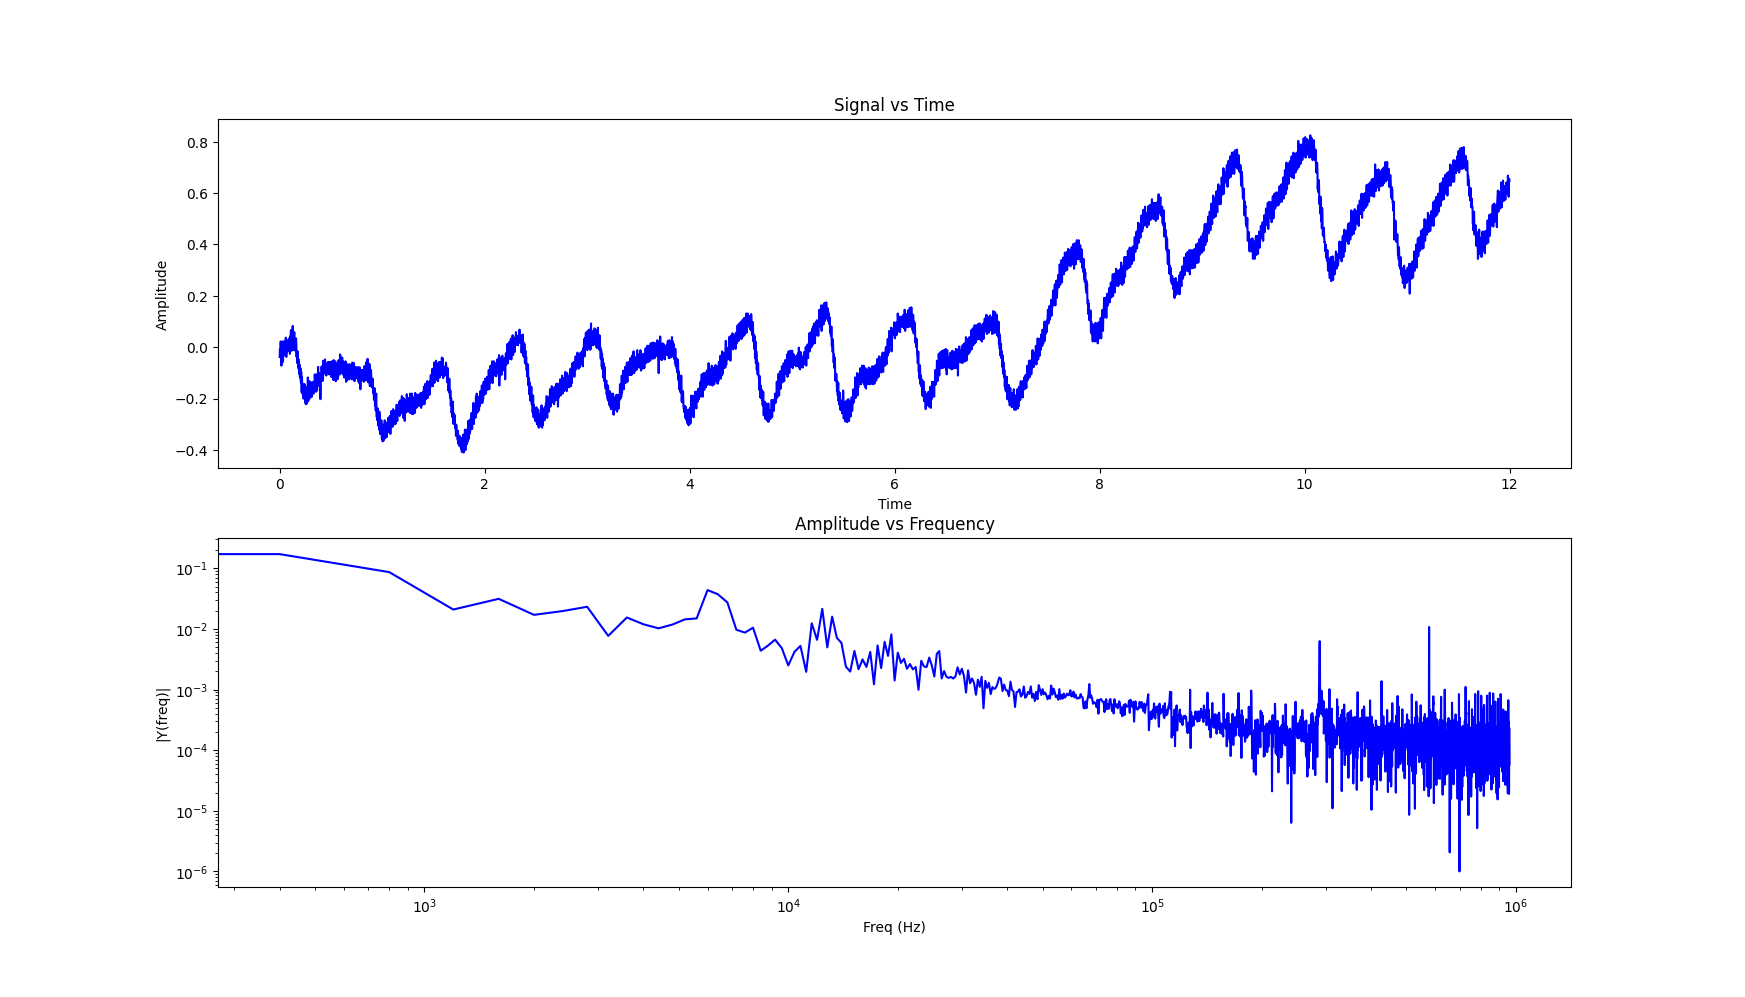 Signal vs Time
Amplitude
0.8
0.6
0.4
0.2
0.0
−0.2
−0.4
0 2 4 6 8 10 12
Time
Amplitude vs Frequency
|Y(freq)|
10⁻¹
10⁻²
10⁻³
10⁻⁴
10⁻⁵
10⁻⁶
10³ 10⁴ 10⁵ 10⁶
Freq (Hz)